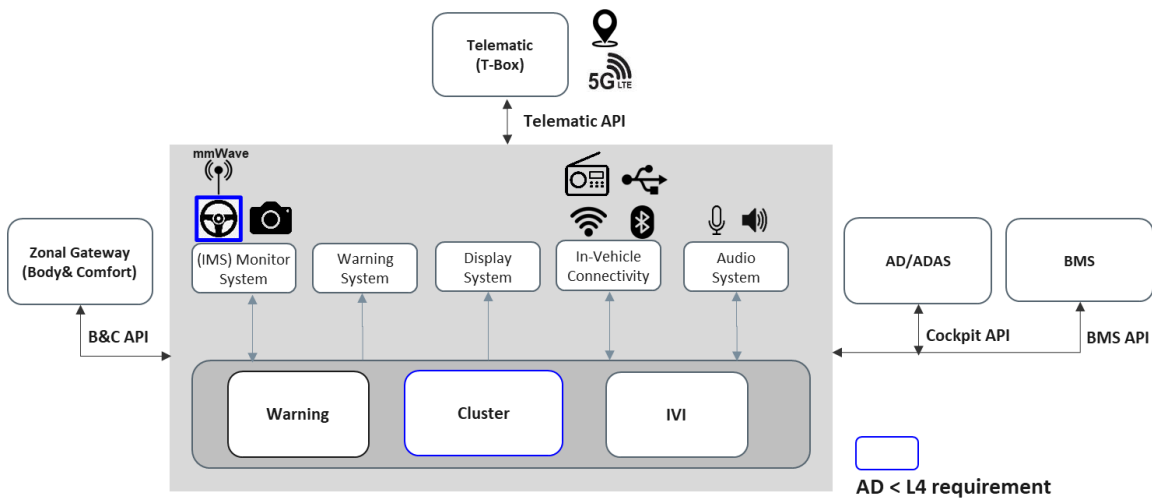 Telematic
(T-Box)
5G LTE
Telematic API
mmWave
Zonal Gateway
(Body& Comfort)
B&C API
(IMS) Monitor
System
Warning
System
Display
System
In-Vehicle
Connectivity
Audio
System
AD/ADAS
BMS
Cockpit API
BMS API
Warning
Cluster
IVI
AD < L4 requirement